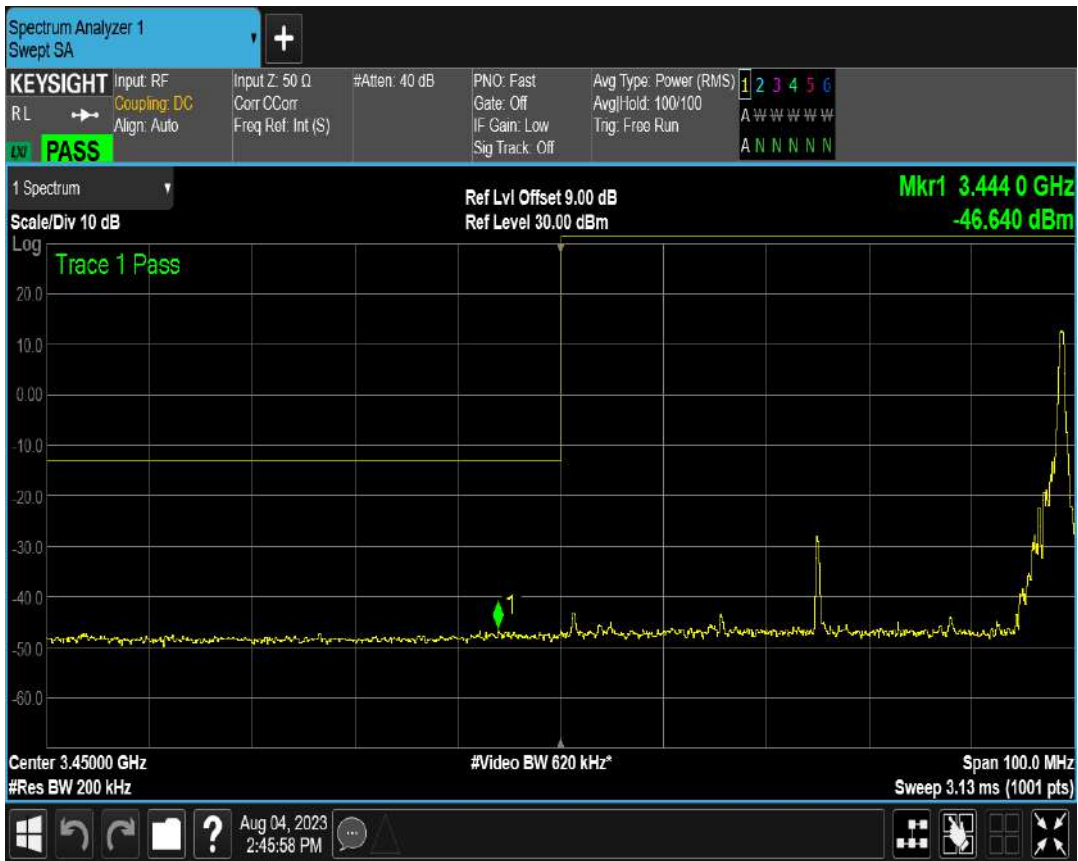 Spectrum Analyzer 1
Swept SA
+
KEYSIGHT Input: RF Input Z: 50 Ω #Atten: 40 dB PNO: Fast Avg Type: Power (RMS) 1 2 3 4 5 6
RL Coupling: DC Corr CCorr Gate: Off Avg|Hold: 100/100 A W W W W W
Align: Auto Freq Ref: Int (S) IF Gain: Low Trig: Free Run
LXI PASS Sig Track: Off A N N N N N
1 Spectrum Ref Lvl Offset 9.00 dB Mkr1 3.444 0 GHz
Scale/Div 10 dB Ref Level 30.00 dBm -46.640 dBm
Log
Trace 1 Pass
20.0
10.0
0.00
-10.0
-20.0
-30.0
-40.0
1
-50.0
-60.0
Center 3.45000 GHz #Video BW 620 kHz* Span 100.0 MHz
#Res BW 200 kHz Sweep 3.13 ms (1001 pts)
? Aug 04, 2023
2:45:58 PM